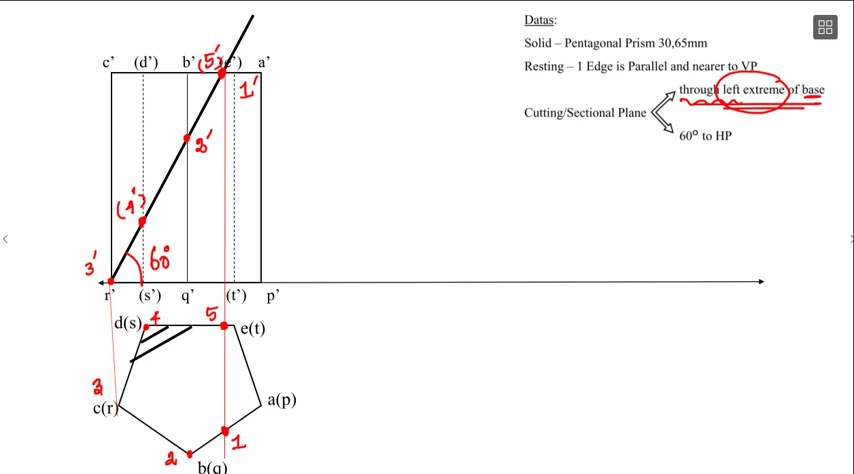 Datas:
Solid – Pentagonal Prism 30,65mm
Resting – 1 Edge is Parallel and nearer to VP
through left extreme of base
Cutting/Sectional Plane
60° to HP
c' (d') b' (5') (e') a'
1'
2'
(4')
60°
3'
r' (s') q' (t') p'
d(s) 4 5 e(t)
3
c(r) a(p)
1
2
b(q)